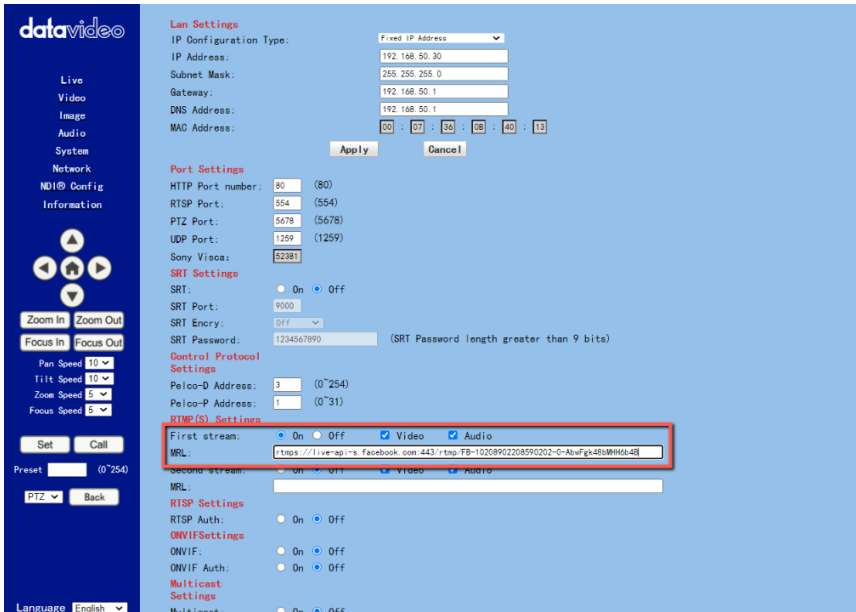 datavideo
Live
Video
Image
Audio
System
Network
NDI® Config
Information
Zoom In Zoom Out
Focus In Focus Out
Pan Speed 10
Tilt Speed 10
Zoom Speed 5
Focus Speed 5
Set Call
Preset (0~254)
PTZ Back
Language English
Lan Settings
IP Configuration Type: Fixed IP Address
IP Address: 192.168.50.30
Subnet Mask: 255.255.255.0
Gateway: 192.168.50.1
DNS Address: 192.168.50.1
MAC Address: 00 : 07 : 36 : 0B : 40 : 13
Apply Cancel
Port Settings
HTTP Port number: 80 (80)
RTSP Port: 554 (554)
PTZ Port: 5678 (5678)
UDP Port: 1259 (1259)
Sony Visca: 52381
SRT Settings
SRT: On Off
SRT Port: 9000
SRT Encry: Off
SRT Password: 1234567890 (SRT Password length greater than 9 bits)
Control Protocol
Settings
Pelco-D Address: 3 (0~254)
Pelco-P Address: 1 (0~31)
RTMP(S) Settings
First stream: On Off Video Audio
MRL: rtmps://live-api-s.facebook.com:443/rtmp/FB-10208902208590202-0-AbwFgk48bMHH6b4B
Second stream: On Off Video Audio
MRL:
RTSP Settings
RTSP Auth: On Off
ONVIFSettings
ONVIF: On Off
ONVIF Auth: On Off
Multicast
Settings
Multicast: On Off